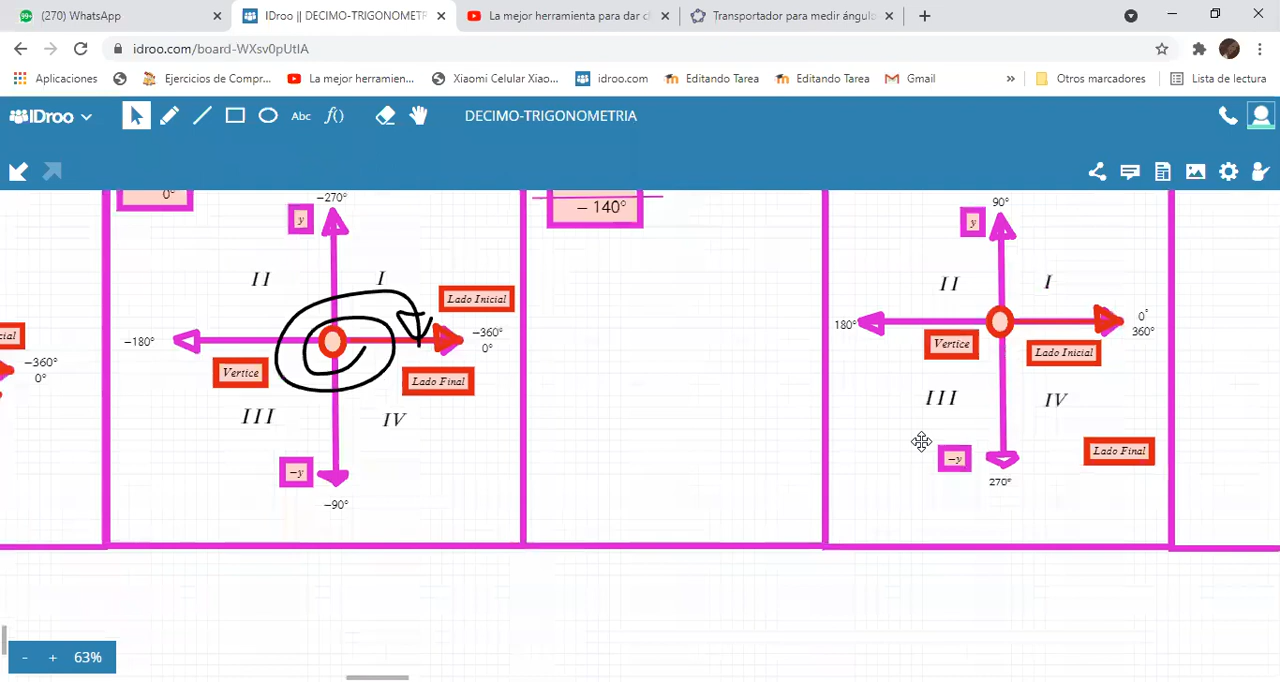 (270) WhatsApp
IDroo || DECIMO-TRIGONOMETR
La mejor herramienta para dar cl
Transportador para medir ángulo
idroo.com/board-WXsv0pUtIA
Aplicaciones
Ejercicios de Compr...
La mejor herramien...
Xiaomi Celular Xiao...
idroo.com
Editando Tarea
Editando Tarea
Gmail
»
Otros marcadores
Lista de lectura
IDroo
Abc
f()
DECIMO-TRIGONOMETRIA
0°
−270°
y
II
I
Lado Inicial
−360°
0°
−180°
Vertice
Lado Final
III
IV
−y
−90°
cial
−360°
0°
− 140°
90°
y
II
I
180°
0°
360°
Vertice
Lado Inicial
III
IV
−y
Lado Final
270°
- + 63%